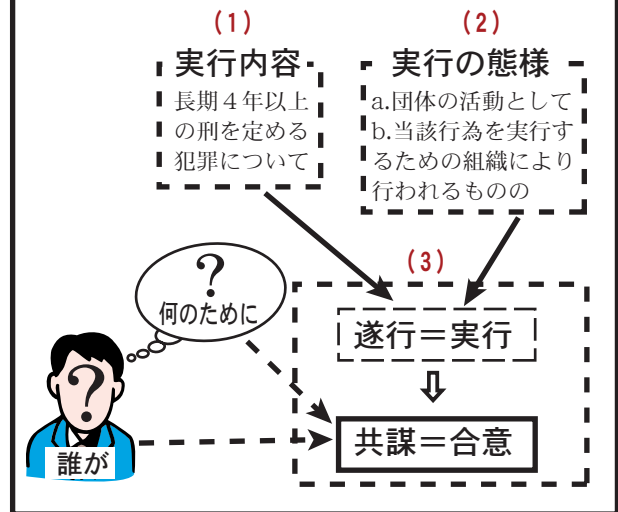 (1)
実行内容
長期４年以上
の刑を定める
犯罪について
(2)
実行の態様
a.団体の活動として
b.当該行為を実行す
るための組織により
行われるものの
(3)
遂行＝実行
⇩
共謀＝合意
?
何のために
?
誰が